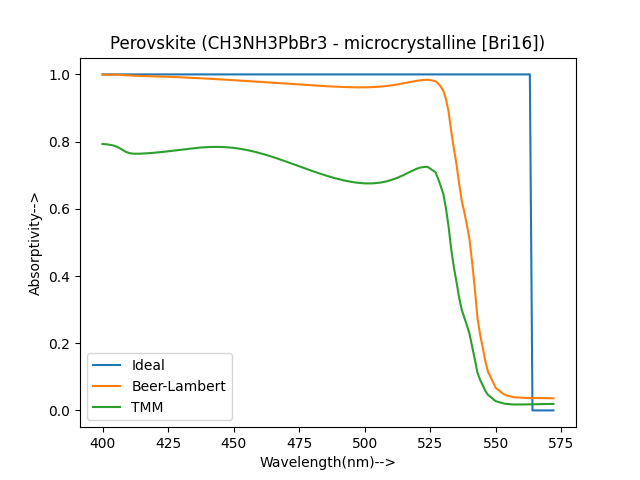 Perovskite (CH3NH3PbBr3 - microcrystalline [Bri16])
Absorptivity-->
1.0
0.8
0.6
0.4
0.2
0.0
Ideal
Beer-Lambert
TMM
400 425 450 475 500 525 550 575
Wavelength(nm)-->